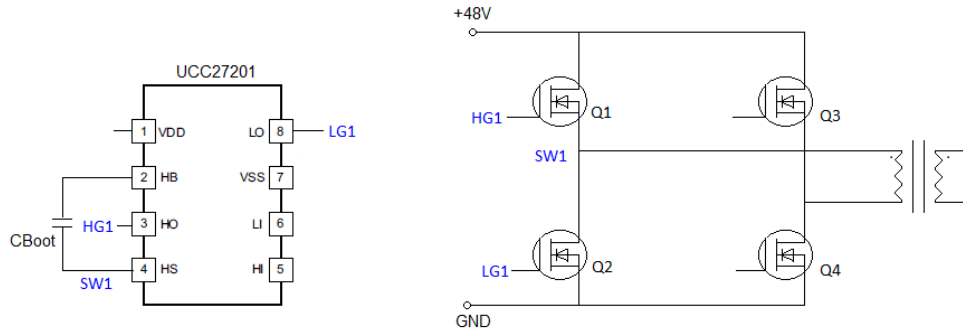 UCC27201
1 VDD
LO 8
LG1
2 HB
VSS 7
HG1
3 HO
LI 6
CBoot
SW1
4 HS
HI 5
+48V
HG1
Q1
Q3
SW1
LG1
Q2
Q4
GND